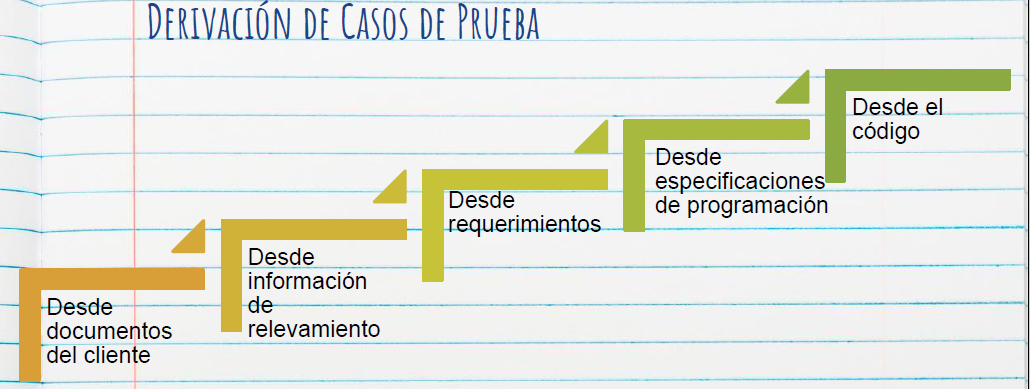 Derivación de Casos de Prueba
Desde
documentos
del cliente
Desde
información
de
relevamiento
Desde
requerimientos
Desde
especificaciones
de programación
Desde el
código